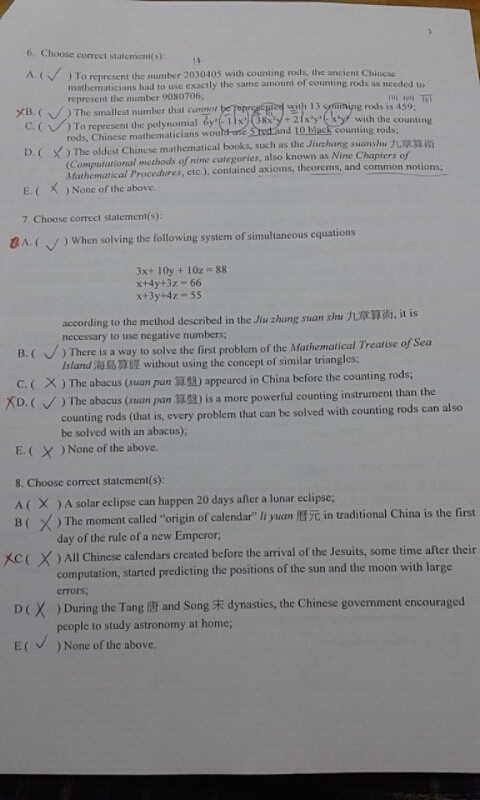 3
6. Choose correct statement(s):
14
A. ( ✓ ) To represent the number 2030405 with counting rods, the ancient Chinese
mathematicians had to use exactly the same amount of counting rods as needed to
represent the number 9080706;
✗B. ( ✓ ) The smallest number that cannot be represented with 13 counting rods is 459;
C. ( ✓ ) To represent the polynomial 6y³(-11x⁴)(38x²y)+ 21x³y³(-x⁴y⁵ with the counting
rods, Chinese mathematicians would use 5 red and 10 black counting rods;
D. ( ✗ ) The oldest Chinese mathematical books, such as the Jiuzhang suanshu 九章算術
(Computational methods of nine categories, also known as Nine Chapters of
Mathematical Procedures, etc.), contained axioms, theorems, and common notions;
E. ( ✗ ) None of the above.
7. Choose correct statement(s):
A. ( ✓ ) When solving the following system of simultaneous equations
3x+ 10y + 10z = 88
x+4y+3z = 66
x+3y+4z = 55
according to the method described in the Jiu zhang suan shu 九章算術, it is
necessary to use negative numbers;
B. ( ✓ ) There is a way to solve the first problem of the Mathematical Treatise of Sea
Island 海島算經 without using the concept of similar triangles;
C. ( ✗ ) The abacus (suan pan 算盤) appeared in China before the counting rods;
✗D. ( ✓ ) The abacus (suan pan 算盤) is a more powerful counting instrument than the
counting rods (that is, every problem that can be solved with counting rods can also
be solved with an abacus);
E. ( ✗ ) None of the above.
8. Choose correct statement(s):
A ( ✗ ) A solar eclipse can happen 20 days after a lunar eclipse;
B ( ✗ ) The moment called "origin of calendar" li yuan 曆元 in traditional China is the first
day of the rule of a new Emperor;
✗C ( ✗ ) All Chinese calendars created before the arrival of the Jesuits, some time after their
computation, started predicting the positions of the sun and the moon with large
errors;
D ( ✗ ) During the Tang 唐 and Song 宋 dynasties, the Chinese government encouraged
people to study astronomy at home;
E ( ✓ ) None of the above.